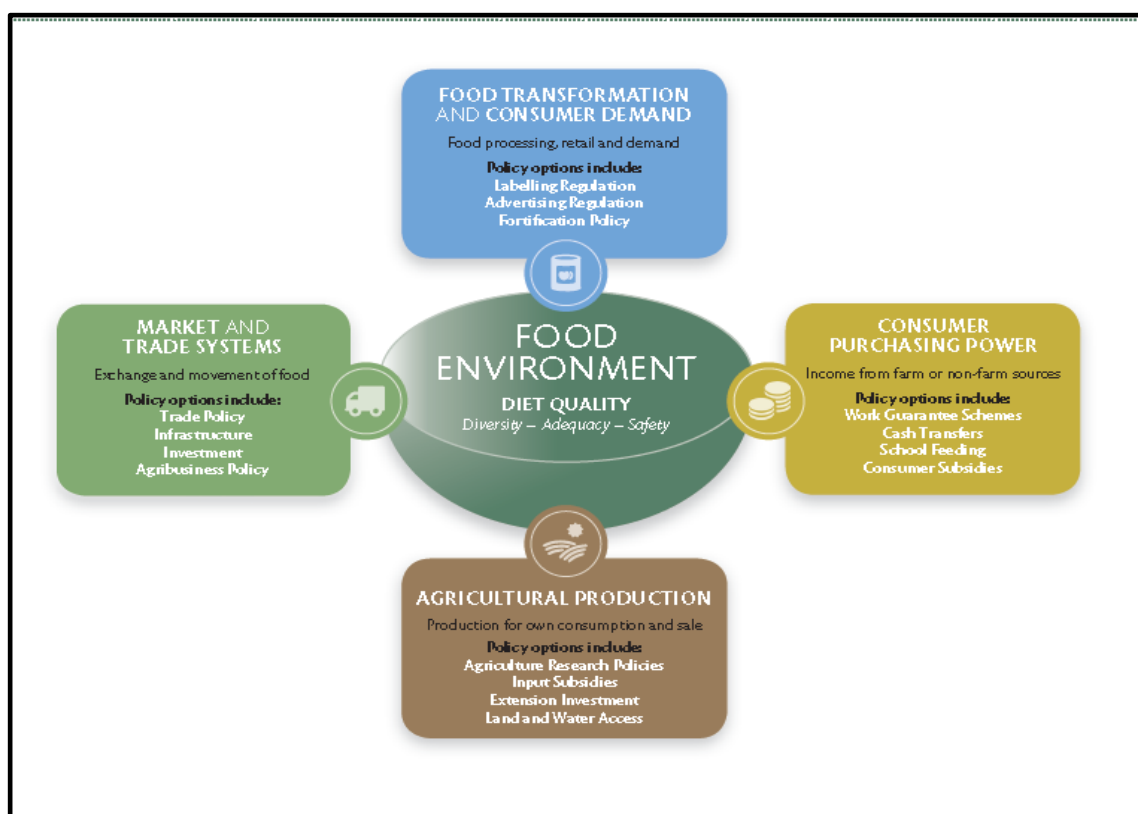 FOOD TRANSFORMATION
AND CONSUMER DEMAND
Food processing, retail and demand
Policy options include:
Labelling Regulation
Advertising Regulation
Fortification Policy
MARKET AND
TRADE SYSTEMS
Exchange and movement of food
Policy options include:
Trade Policy
Infrastructure
Investment
Agribusiness Policy
FOOD
ENVIRONMENT
DIET QUALITY
Diversity – Adequacy – Safety
CONSUMER
PURCHASING POWER
Income from farm or non-farm sources
Policy options include:
Work Guarantee Schemes
Cash Transfers
School Feeding
Consumer Subsidies
AGRICULTURAL PRODUCTION
Production for own consumption and sale
Policy options include:
Agriculture Research Policies
Input Subsidies
Extension Investment
Land and Water Access